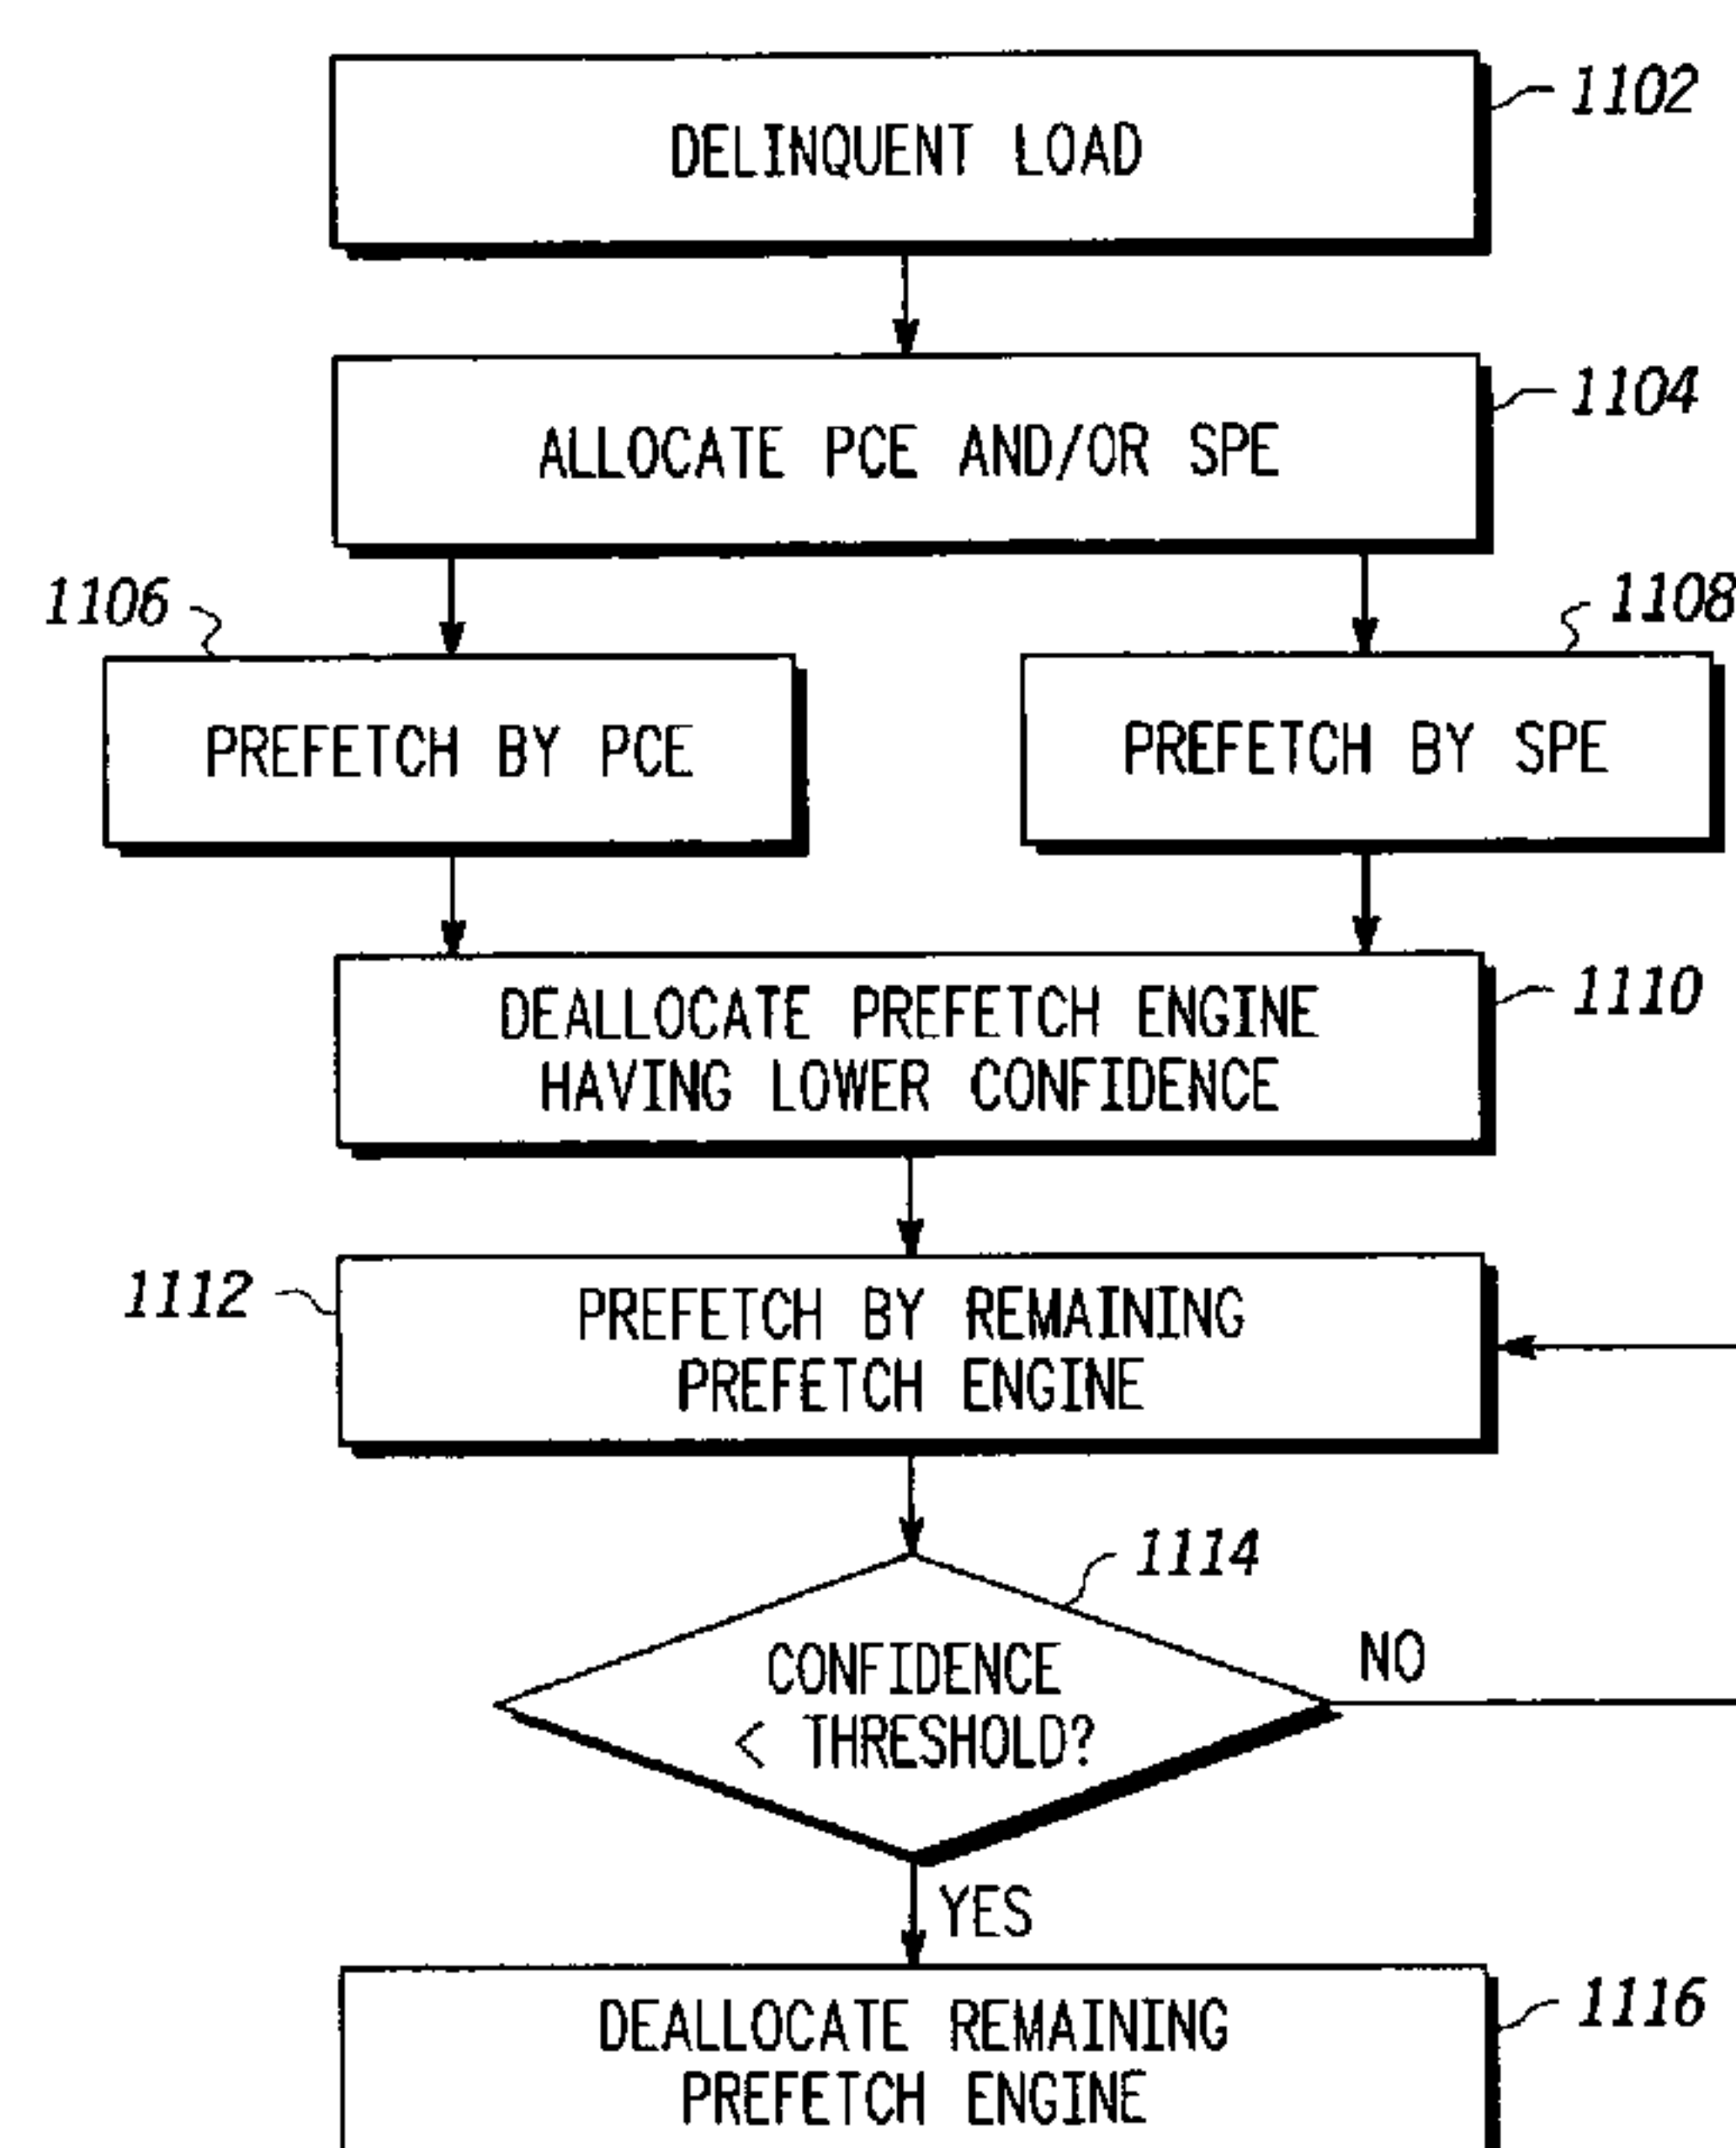 1102
DELINQUENT LOAD
1104
ALLOCATE PCE AND/OR SPE
1106
1108
PREFETCH BY PCE
PREFETCH BY SPE
1110
DEALLOCATE PREFETCH ENGINE
HAVING LOWER CONFIDENCE
1112
PREFETCH BY REMAINING
PREFETCH ENGINE
1114
CONFIDENCE
< THRESHOLD?
NO
YES
1116
DEALLOCATE REMAINING
PREFETCH ENGINE